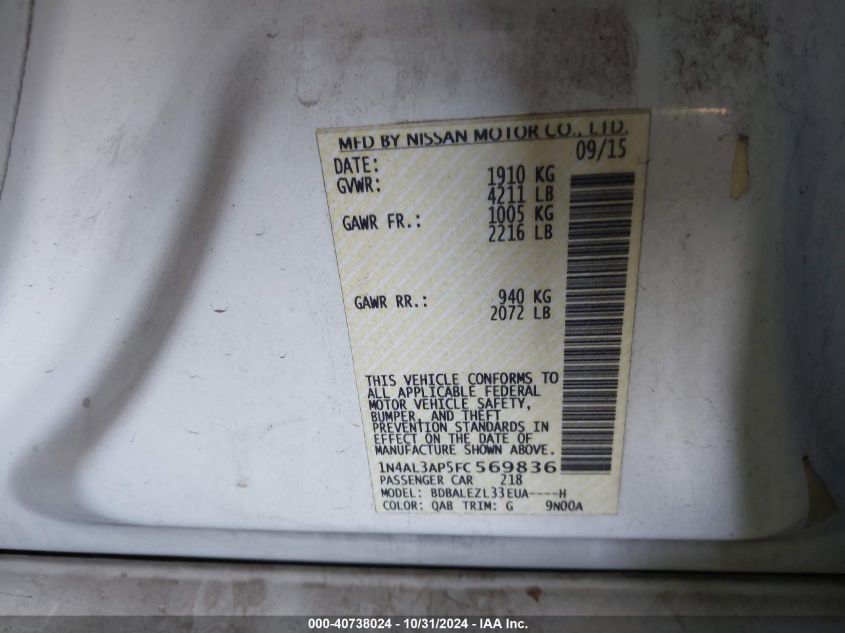 MFD BY NISSAN MOTOR CO., LTD.
DATE: 09/15
GVWR: 1910 KG
4211 LB
GAWR FR.: 1005 KG
2216 LB
GAWR RR.: 940 KG
2072 LB
THIS VEHICLE CONFORMS TO
ALL APPLICABLE FEDERAL
MOTOR VEHICLE SAFETY,
BUMPER, AND THEFT
PREVENTION STANDARDS IN
EFFECT ON THE DATE OF
MANUFACTURE SHOWN ABOVE.
1N4AL3AP5FC569836
PASSENGER CAR 218
MODEL: BDBALEZL33EUA----H
COLOR: QAB TRIM: G 9N00A
000-40738024 - 10/31/2024 - IAA Inc.